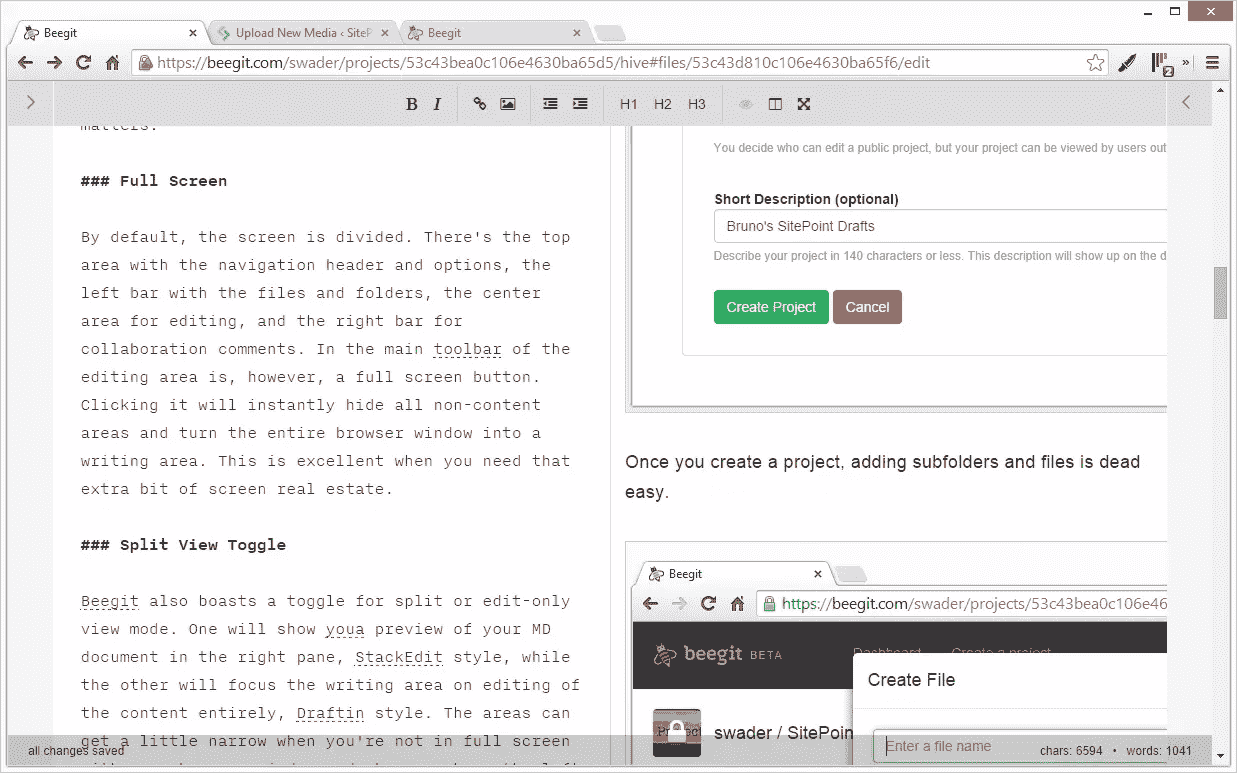 Beegit
Upload New Media ‹ SiteP
Beegit
https://beegit.com/swader/projects/53c43bea0c106e4630ba65d5/hive#files/53c43d810c106e4630ba65f6/edit
2
B I H1 H2 H3
matters.
### Full Screen
By default, the screen is divided. There's the top
area with the navigation header and options, the
left bar with the files and folders, the center
area for editing, and the right bar for
collaboration comments. In the main toolbar of the
editing area is, however, a full screen button.
Clicking it will instantly hide all non-content
areas and turn the entire browser window into a
writing area. This is excellent when you need that
extra bit of screen real estate.
### Split View Toggle
Beegit also boasts a toggle for split or edit-only
view mode. One will show youa preview of your MD
document in the right pane, StackEdit style, while
the other will focus the writing area on editing of
the content entirely, Draftin style. The areas can
get a little narrow when you're not in full screen
You decide who can edit a public project, but your project can be viewed by users out
Short Description (optional)
Bruno's SitePoint Drafts
Describe your project in 140 characters or less. This description will show up on the d
Create Project Cancel
Once you create a project, adding subfolders and files is dead
easy.
Beegit
https://beegit.com/swader/projects/53c43bea0c106e46
beegit BETA
Dashboard Create a project
Create File
swader / SitePoin
Enter a file name
all changes saved
chars: 6594 • words: 1041